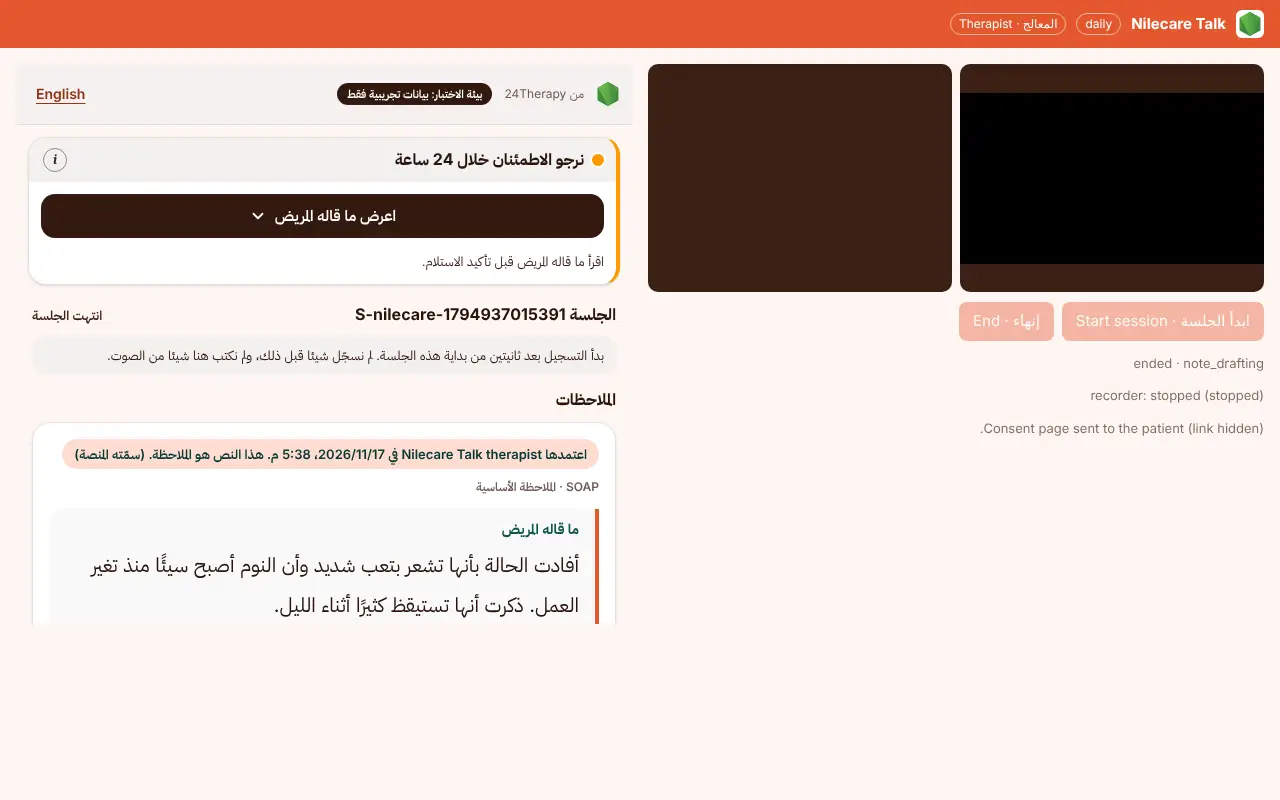 Nilecare Talk
daily
Therapist · المعالج
ابدأ الجلسة · Start session
إنهاء · End
ended · note_drafting
recorder: stopped (stopped)
Consent page sent to the patient (link hidden).
من 24Therapy
بيئة الاختبار: بيانات تجريبية فقط
English
نرجو الاطمئنان خلال 24 ساعة
i
اعرض ما قاله المريض
اقرأ ما قاله المريض قبل تأكيد الاستلام.
الجلسة S-nilecare-1794937015391
انتهت الجلسة
بدأ التسجيل بعد ثانيتين من بداية هذه الجلسة. لم نسجّل شيئا قبل ذلك، ولم نكتب هنا شيئا من الصوت.
الملاحظات
اعتمدها Nilecare Talk therapist في 2026/11/17، 5:38 م. هذا النص هو الملاحظة. (سمّته المنصة)
SOAP · الملاحظة الأساسية
ما قاله المريض
أفادت الحالة بأنها تشعر بتعب شديد وأن النوم أصبح سيئًا منذ تغير
العمل. ذكرت أنها تستيقظ كثيرًا أثناء الليل.